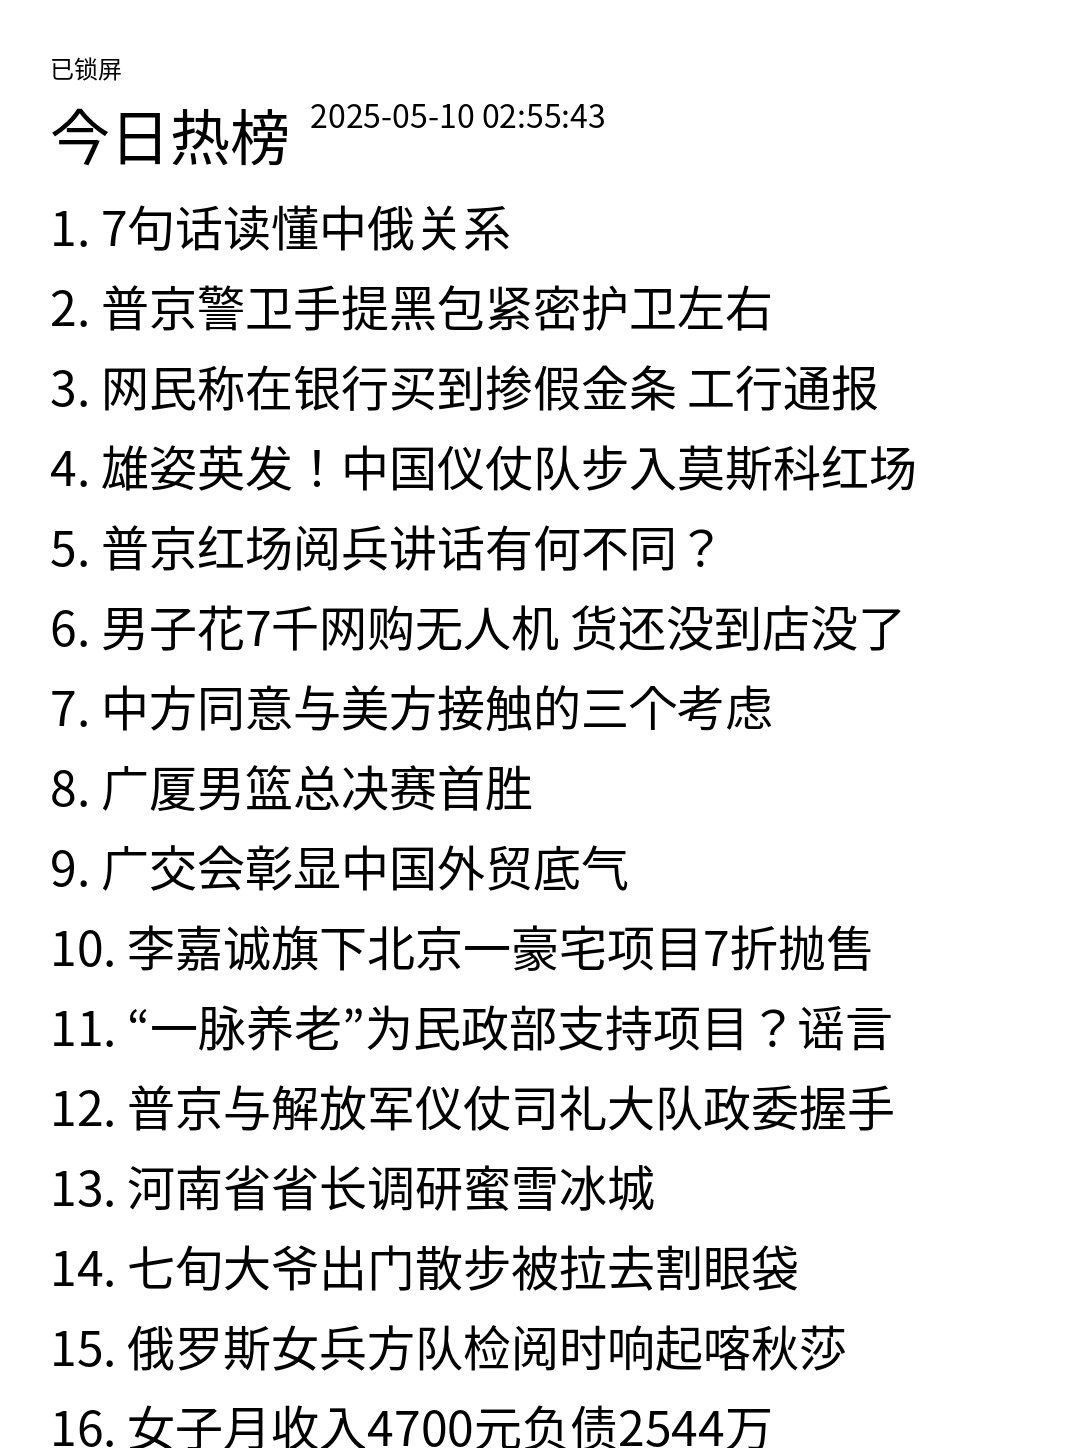 已锁屏
今日热榜 2025-05-10 02:55:43
1. 7句话读懂中俄关系
2. 普京警卫手提黑包紧密护卫左右
3. 网民称在银行买到掺假金条 工行通报
4. 雄姿英发！中国仪仗队步入莫斯科红场
5. 普京红场阅兵讲话有何不同？
6. 男子花7千网购无人机 货还没到店没了
7. 中方同意与美方接触的三个考虑
8. 广厦男篮总决赛首胜
9. 广交会彰显中国外贸底气
10. 李嘉诚旗下北京一豪宅项目7折抛售
11. “一脉养老”为民政部支持项目？谣言
12. 普京与解放军仪仗司礼大队政委握手
13. 河南省省长调研蜜雪冰城
14. 七旬大爷出门散步被拉去割眼袋
15. 俄罗斯女兵方队检阅时响起喀秋莎
16. 女子月收入4700元负债2544万